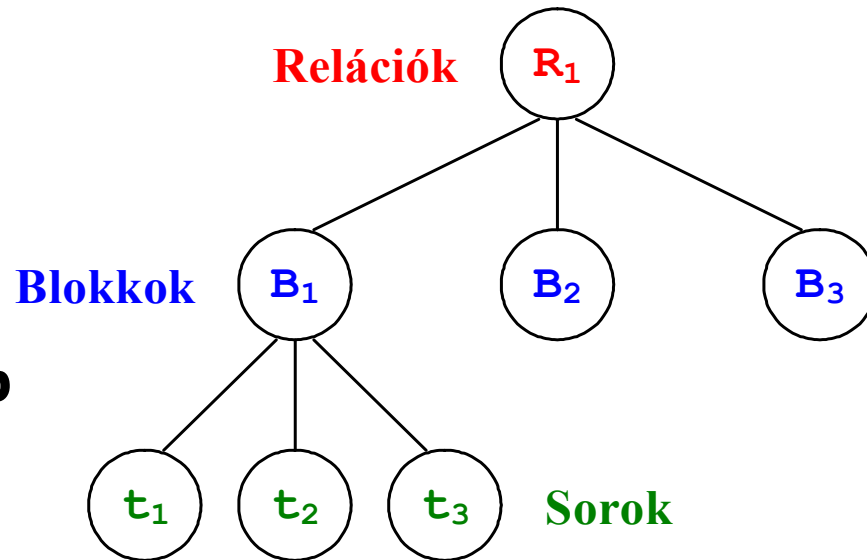 Relációk R₁
Blokkok B₁ B₂ B₃
t₁ t₂ t₃ Sorok